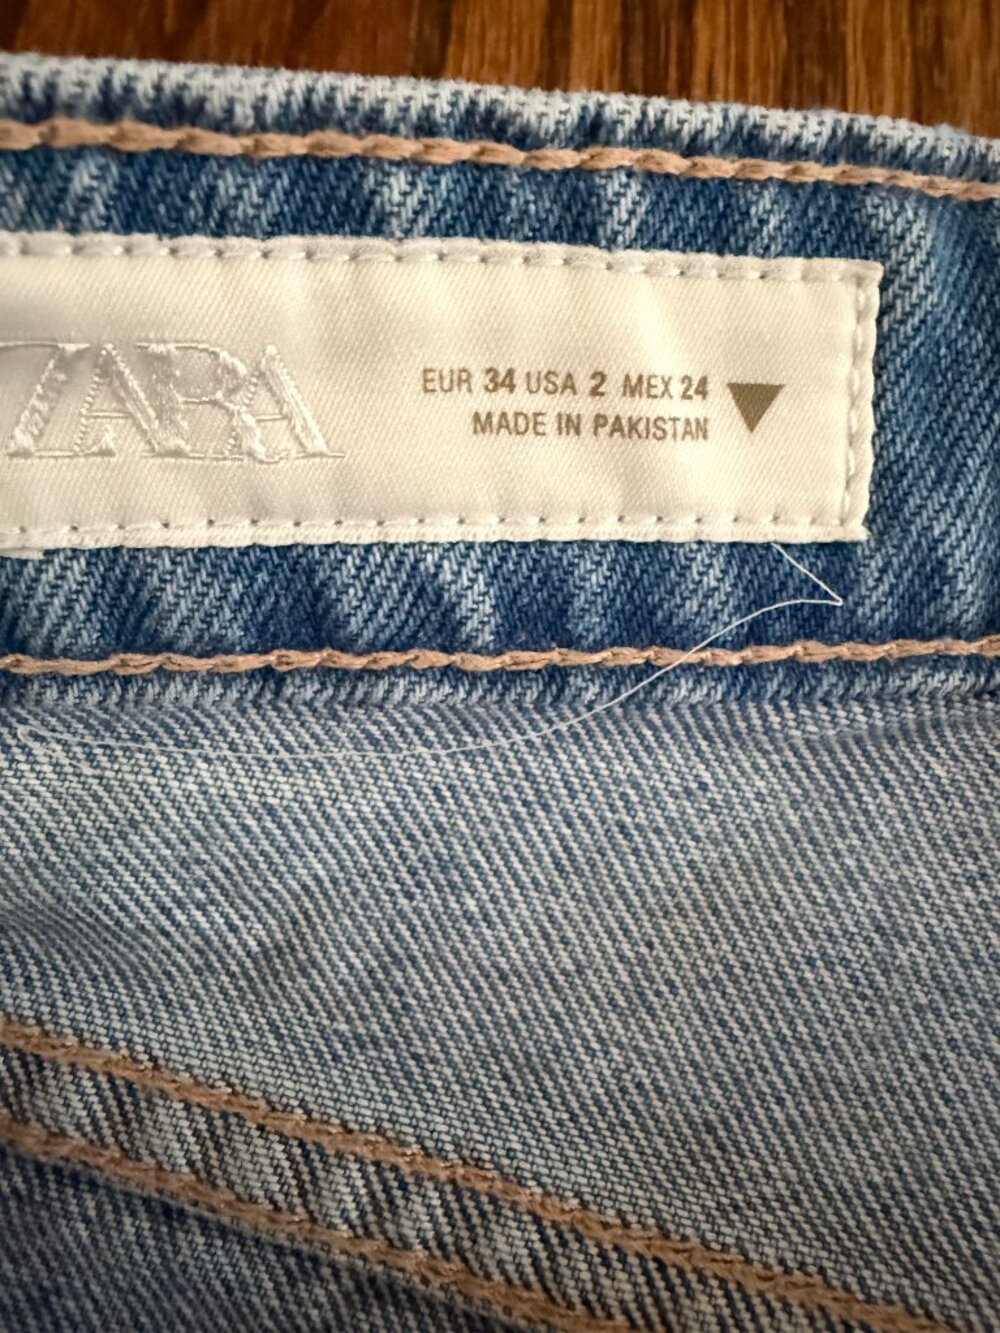 ZARA
EUR 34 USA 2 MEX 24
MADE IN PAKISTAN